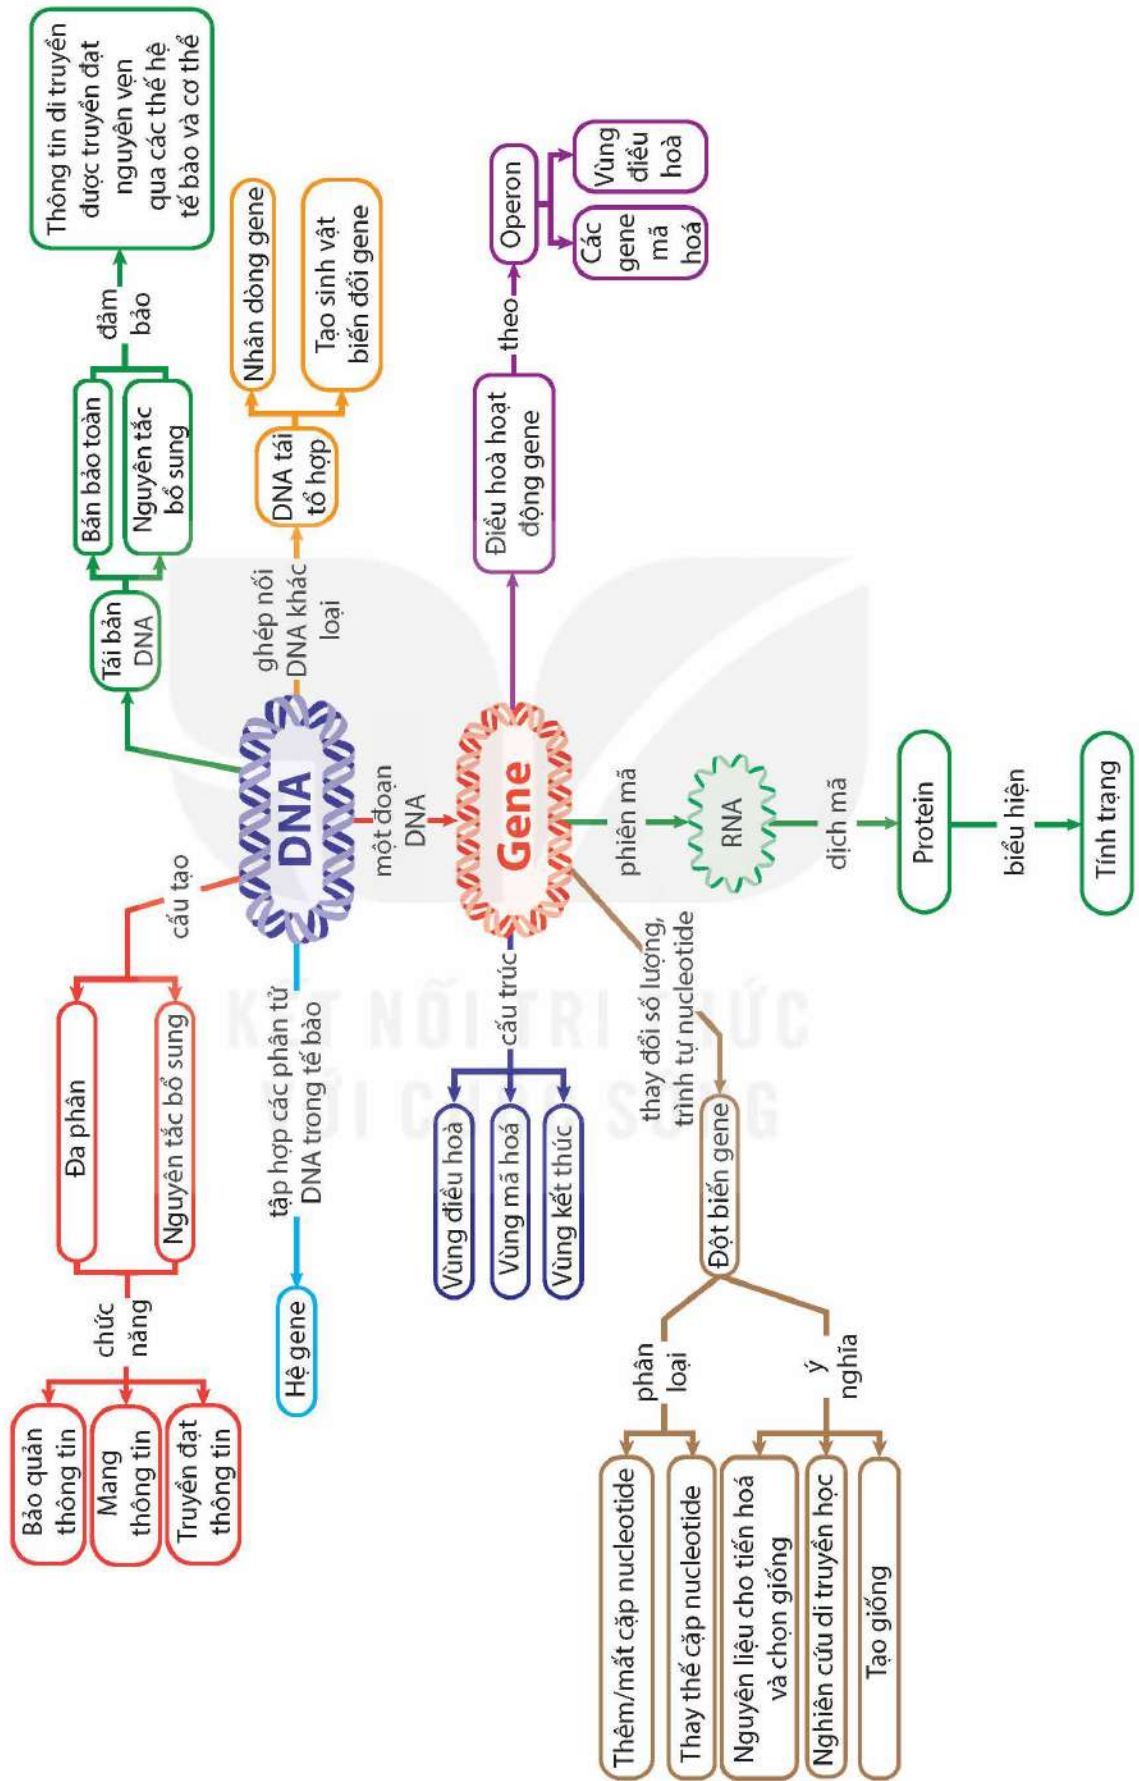 Bảo quản
thông tin
Mang
thông tin
Truyền đạt
thông tin
chức
năng
Đa phân
Nguyên tắc bổ sung
cấu tạo
Tái bản
DNA
Bán bảo toàn
Nguyên tắc
bổ sung
đảm
bảo
Thông tin di truyền
được truyền đạt
nguyên vẹn
qua các thế hệ
tế bào và cơ thể
Hệ gene
tập hợp các phân tử
DNA trong tế bào
DNA
ghép nối
DNA khác
loại
DNA tái
tổ hợp
Nhân dòng gene
Tạo sinh vật
biến đổi gene
một đoạn
DNA
Vùng điều hoà
Vùng mã hoá
Vùng kết thúc
cấu trúc
Gene
Điều hoà hoạt
động gene
theo
Operon
Các
gene
mã
hoá
Vùng
điều
hoà
phiên mã
RNA
dịch mã
Protein
biểu hiện
Tính trạng
thay đổi số lượng,
trình tự nucleotide
Đột biến gene
phân
loại
Thêm/mất cặp nucleotide
Thay thế cặp nucleotide
ý
nghĩa
Nguyên liệu cho tiến hoá
và chọn giống
Nghiên cứu di truyền học
Tạo giống
KẾT NỐI TRI THỨC
VỚI CUỘC SỐNG